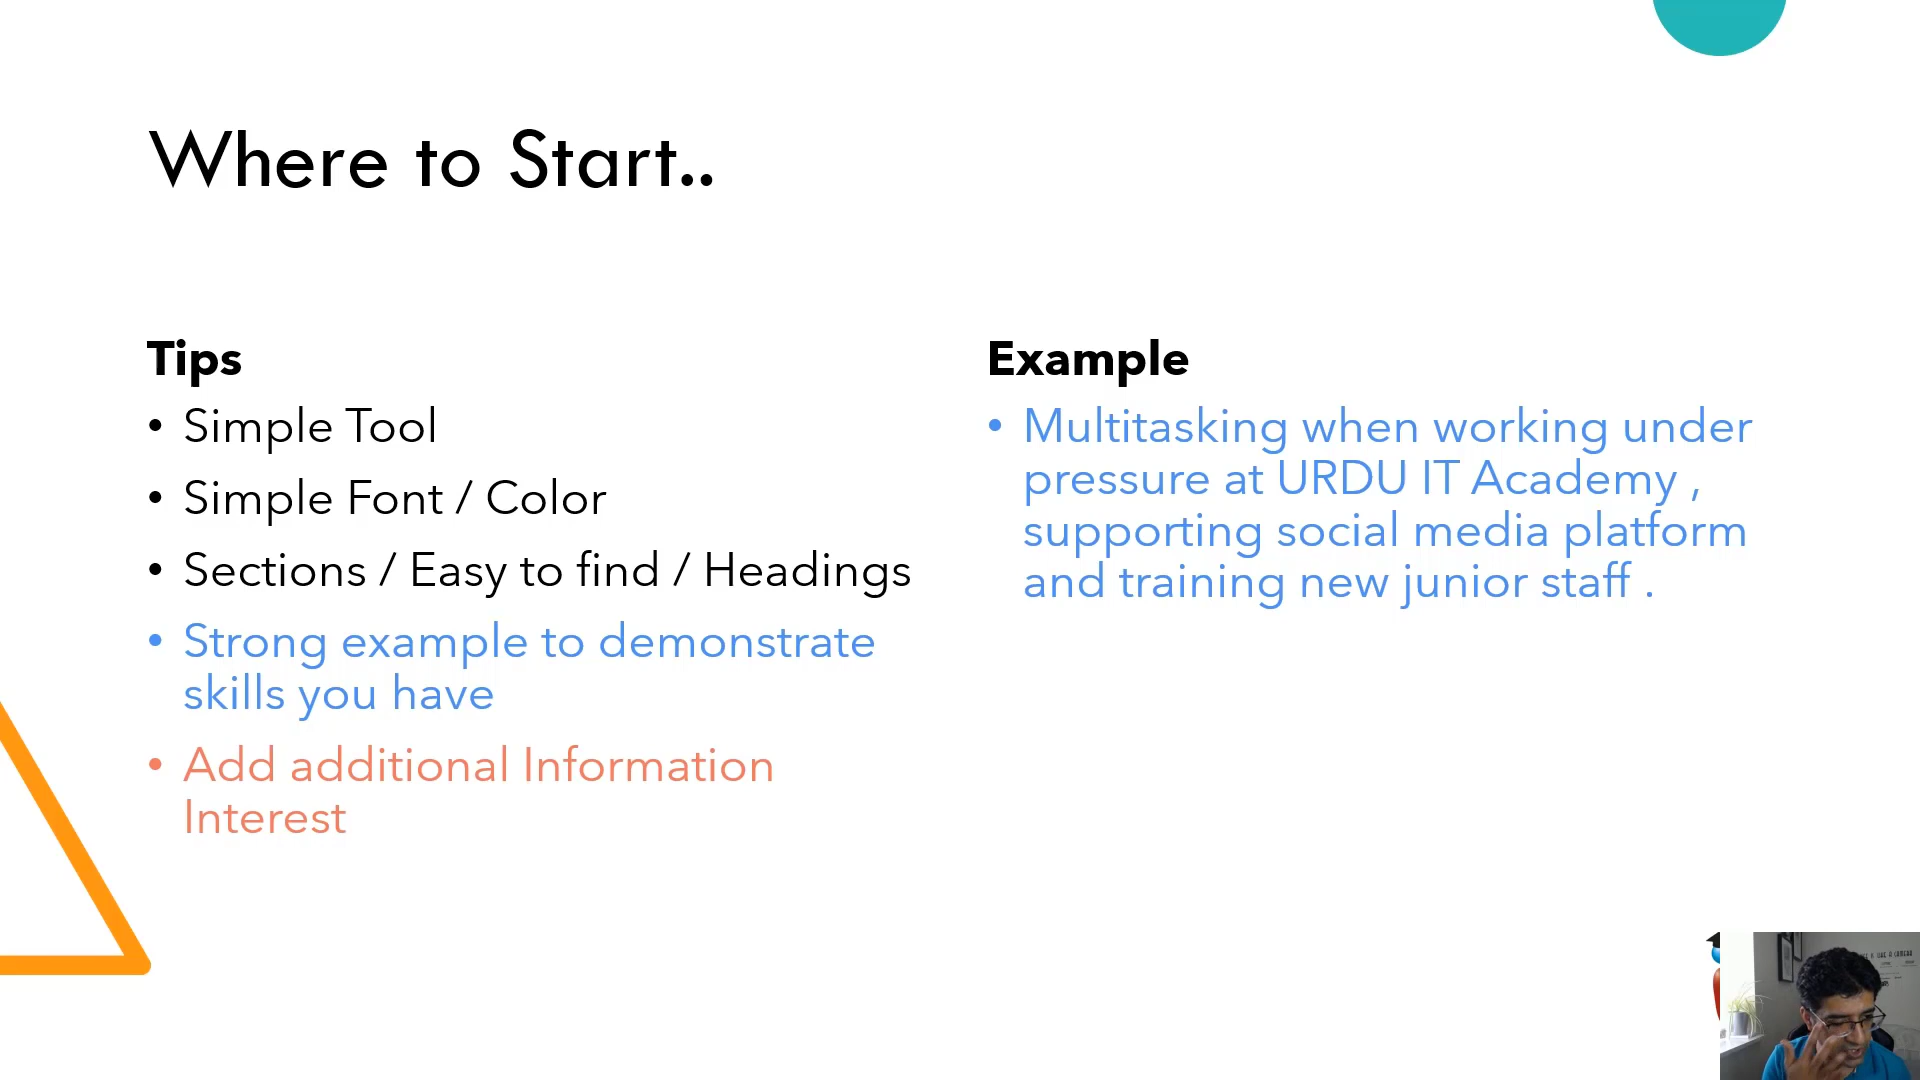 Where to Start..
Tips
• Simple Tool
• Simple Font / Color
• Sections / Easy to find / Headings
• Strong example to demonstrate
skills you have
• Add additional Information
Interest
Example
• Multitasking when working under
pressure at URDU IT Academy ,
supporting social media platform
and training new junior staff .